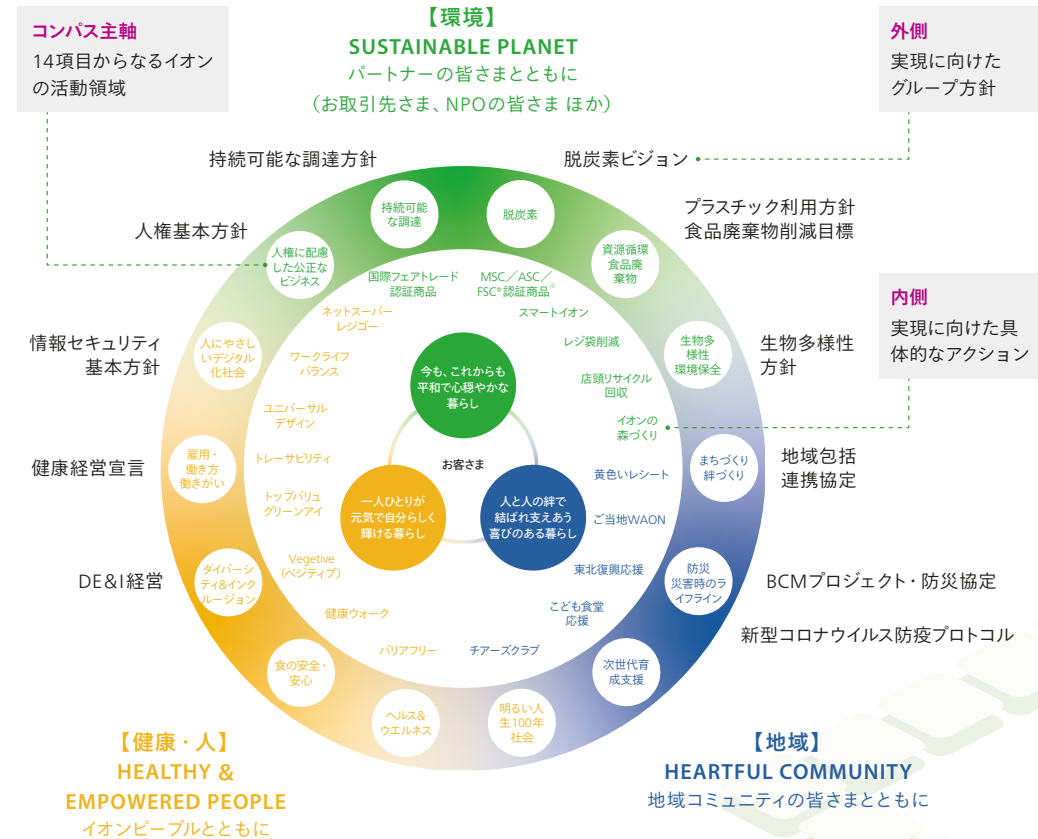 コンパス主軸
14項目からなるイオン
の活動領域
【環境】
SUSTAINABLE PLANET
パートナーの皆さまとともに
（お取引先さま、NPOの皆さま ほか）
外側
実現に向けた
グループ方針
持続可能な調達方針
脱炭素ビジョン
人権基本方針
プラスチック利用方針
食品廃棄物削減目標
情報セキュリティ
基本方針
生物多様性
方針
内側
実現に向けた具
体的なアクション
健康経営宣言
地域包括
連携協定
DE&I経営
BCMプロジェクト・防災協定
新型コロナウイルス防疫プロトコル
持続可能
な調達
脱炭素
人権に配慮
した公正な
ビジネス
資源循環
食品廃
棄物
人にやさし
いデジタル
化社会
生物多
様性
環境保全
雇用・
働き方
働きがい
まちづくり
絆づくり
ダイバーシ
ティ&インク
ルージョン
防災
災害時のラ
イフライン
食の安全・
安心
次世代育
成支援
ヘルス&
ウエルネス
明るい人
生100年
社会
国際フェアトレード
認証商品
MSC／ASC／
FSC®認証商品※
ネットスーパー
レジゴー
スマートイオン
ワークライフ
バランス
レジ袋削減
ユニバーサル
デザイン
店頭リサイクル
回収
イオンの
森づくり
トレーサビリティ
黄色いレシート
トップバリュ
グリーンアイ
ご当地WAON
Vegetive
（ベジティブ）
東北復興応援
健康ウォーク
こども食堂
応援
バリアフリー
チアーズクラブ
今も、これからも
平和で心穏やかな
暮らし
お客さま
一人ひとりが
元気で自分らしく
輝ける暮らし
人と人の絆で
結ばれ支えあう
喜びのある暮らし
【健康・人】
HEALTHY &
EMPOWERED PEOPLE
イオンピープルとともに
【地域】
HEARTFUL COMMUNITY
地域コミュニティの皆さまとともに